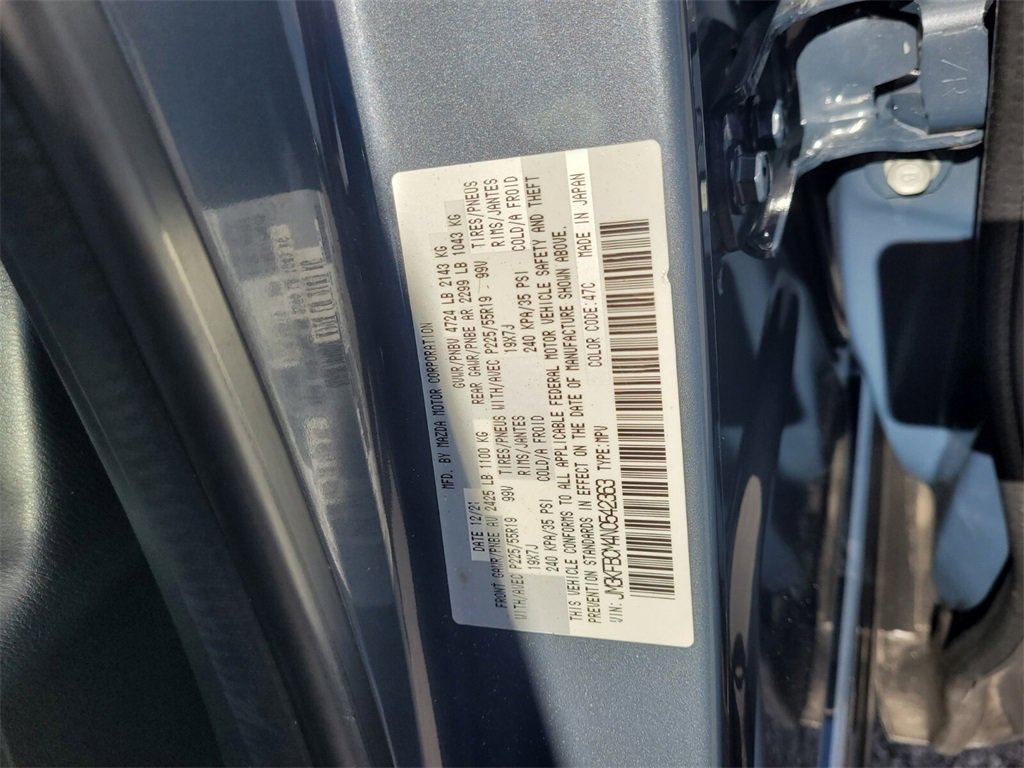 MFD. BY MAZDA MOTOR CORPORATION
DATE 12/21 GVWR/PNBV 4724 LB 2143 KG
FRONT GAWR/PNBE AV 2425 LB 1100 KG REAR GAWR/PNBE AR 2299 LB 1043 KG
WITH/AVEC P225/55R19 99V TIRES/PNEUS WITH/AVEC P225/55R19 99V TIRES/PNEUS
19X7J RIMS/JANTES 19X7J RIMS/JANTES
240 KPA/35 PSI COLD/A FROID 240 KPA/35 PSI COLD/A FROID
THIS VEHICLE CONFORMS TO ALL APPLICABLE FEDERAL MOTOR VEHICLE SAFETY AND THEFT
PREVENTION STANDARDS IN EFFECT ON THE DATE OF MANUFACTURE SHOWN ABOVE.
VIN: JM3KFBCY4N0542363 TYPE:MPV COLOR CODE:47C MADE IN JAPAN